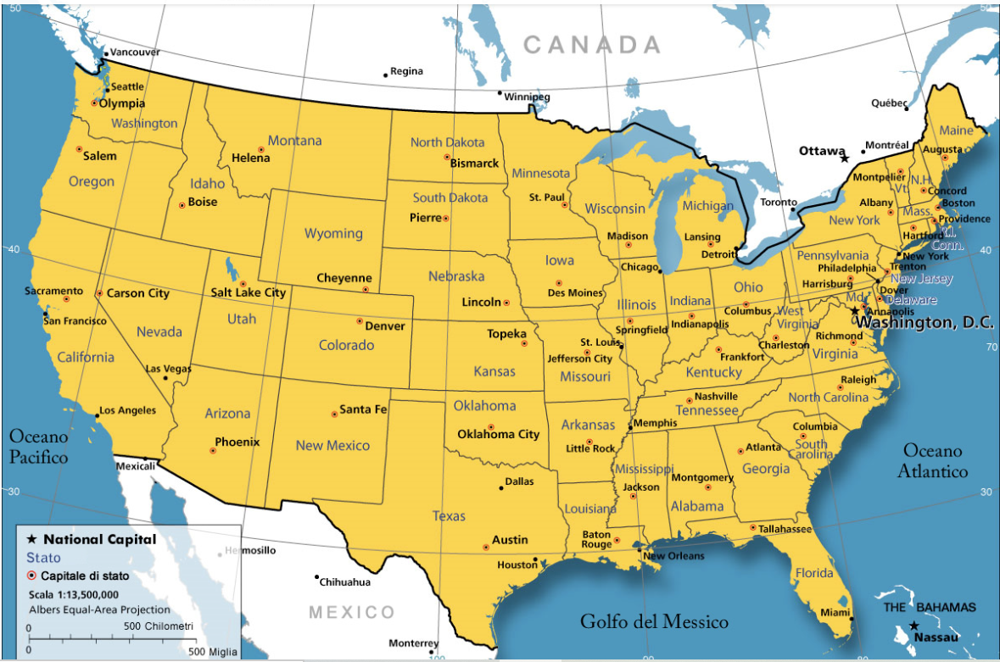 50
50
CANADA
Vancouver
Regina
Winnipeg
Seattle
Olympia
Washington
Québec
Montréal
Ottawa
Maine
Augusta
Montana
Helena
North Dakota
Bismarck
Minnesota
St. Paul
Salem
Oregon
Idaho
Boise
South Dakota
Pierre
Wisconsin
Madison
Michigan
Lansing
Detroit
Toronto
Montpelier
Vt.
N.H.
Concord
Albany
New York
Boston
Mass.
Providence
Hartford
R.I.
Conn.
Wyoming
Cheyenne
Nebraska
Lincoln
Iowa
Des Moines
Chicago
40
40
Pennsylvania
Philadelphia
Harrisburg
New York
Trenton
New Jersey
Dover
Delaware
Md.
Annapolis
Washington, D.C.
Sacramento
San Francisco
Carson City
Nevada
California
Salt Lake City
Utah
Denver
Colorado
Topeka
Kansas
St. Louis
Jefferson City
Missouri
Illinois
Springfield
Indiana
Indianapolis
Ohio
Columbus
West
Virginia
Charleston
Richmond
Virginia
Frankfort
Kentucky
70
Las Vegas
Los Angeles
Arizona
Phoenix
Santa Fe
New Mexico
Oklahoma
Oklahoma City
Arkansas
Little Rock
Nashville
Tennessee
Memphis
Raleigh
North Carolina
Columbia
South
Carolina
Atlanta
Georgia
Oceano
Pacifico
Oceano
Atlantico
Mexicali
30
30
Dallas
Texas
Austin
Houston
Louisiana
Baton
Rouge
New Orleans
Mississippi
Jackson
Montgomery
Alabama
Tallahassee
Florida
Miami
Hermosillo
Chihuahua
MEXICO
Monterrey
Golfo del Messico
THE BAHAMAS
Nassau
National Capital
Stato
Capitale di stato
Scala 1:13,500,000
Albers Equal-Area Projection
0
500 Chilometri
0
500 Miglia
100
90
80